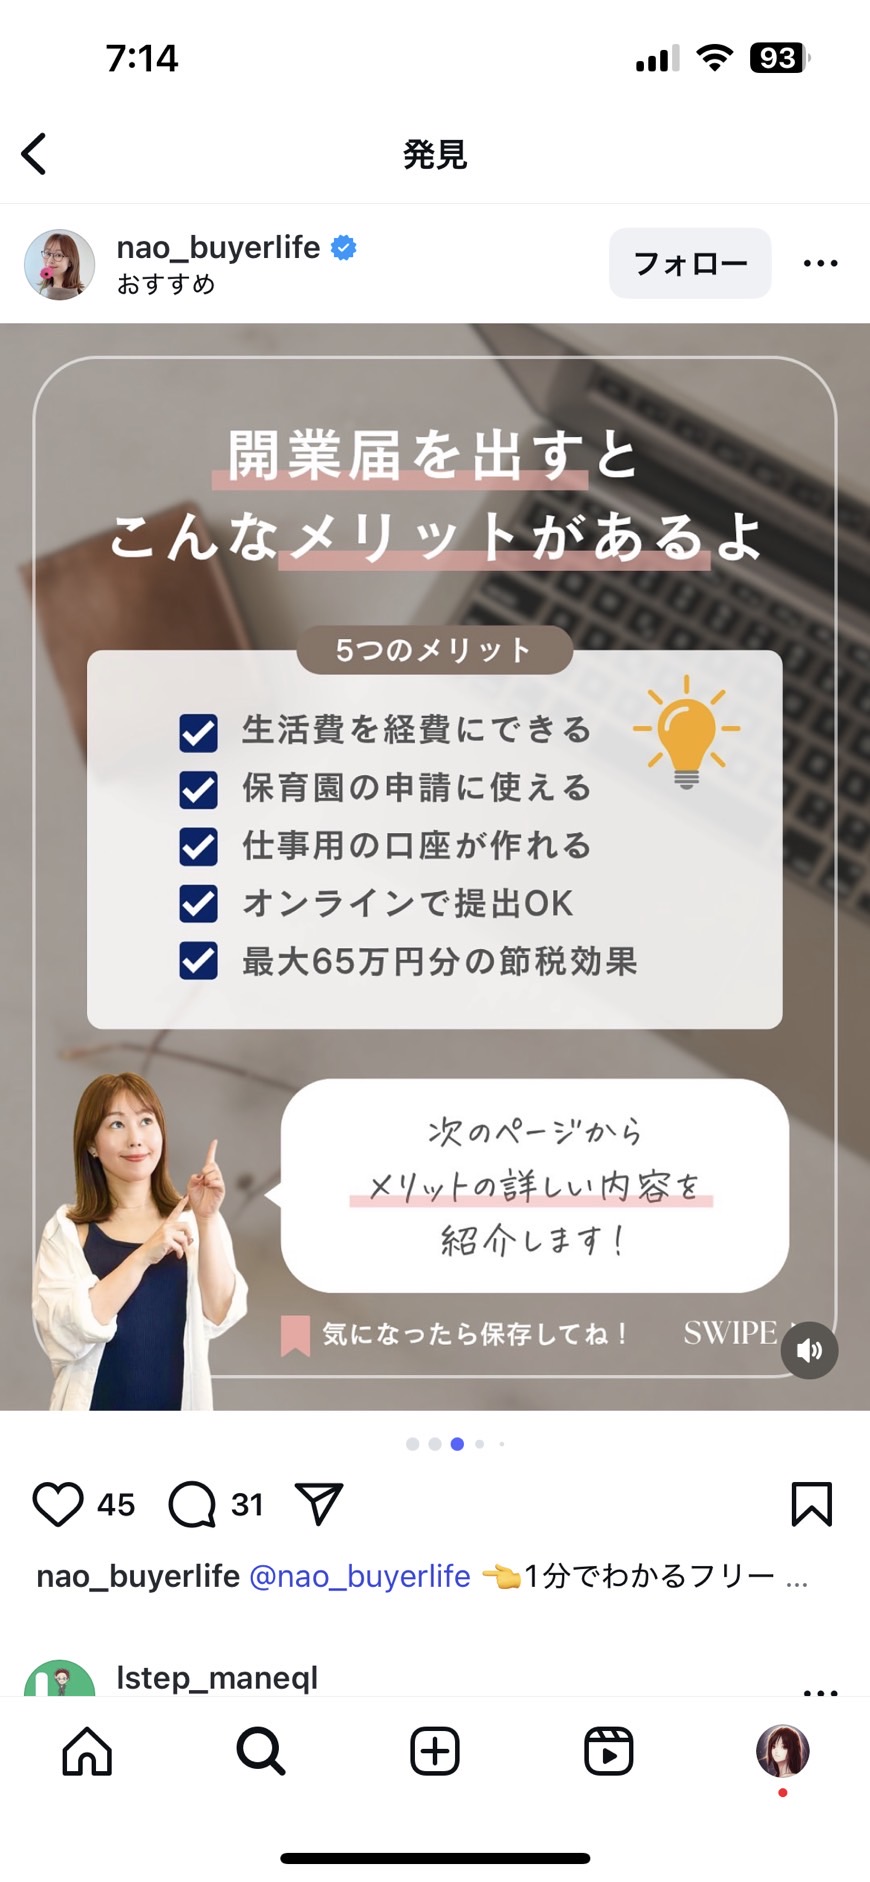 7:14
93
発見
nao_buyerlife
おすすめ
フォロー
開業届を出すと
こんなメリットがあるよ
5つのメリット
生活費を経費にできる
保育園の申請に使える
仕事用の口座が作れる
オンラインで提出OK
最大65万円分の節税効果
次のページから
メリットの詳しい内容を
紹介します！
気になったら保存してね！
SWIPE
45
31
nao_buyerlife @nao_buyerlife 👈1分でわかるフリー ...
lstep_maneql